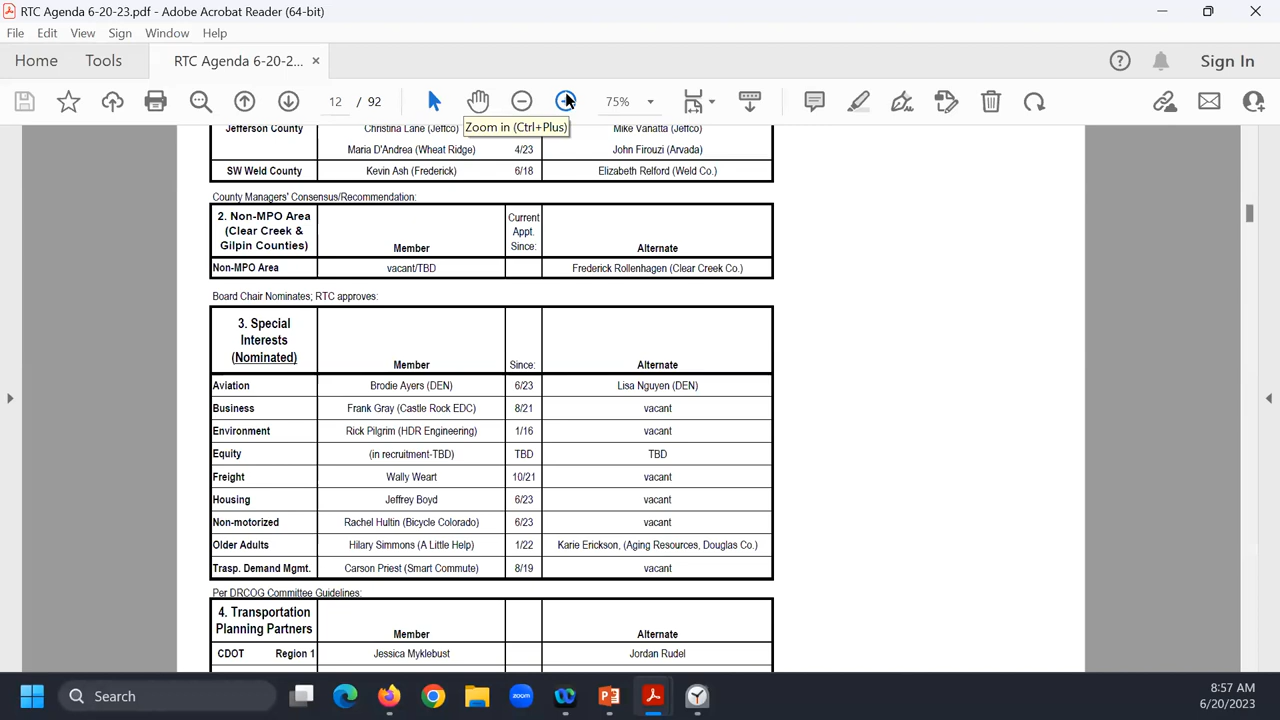 RTC Agenda 6-20-23.pdf - Adobe Acrobat Reader (64-bit)
File Edit View Sign Window Help
Home Tools RTC Agenda 6-20-2... × Sign In
12 / 92 75%
Zoom in (Ctrl+Plus)
Jefferson County Christina Lane (Jeffco) Mike Vanatta (Jeffco)
Maria D'Andrea (Wheat Ridge) 4/23 John Firouzi (Arvada)
SW Weld County Kevin Ash (Frederick) 6/18 Elizabeth Relford (Weld Co.)
County Managers' Consensus/Recommendation:
2. Non-MPO Area Current
(Clear Creek & Appt.
Gilpin Counties) Member Since: Alternate
Non-MPO Area vacant/TBD Frederick Rollenhagen (Clear Creek Co.)
Board Chair Nominates; RTC approves:
3. Special
Interests
(Nominated) Member Since: Alternate
Aviation Brodie Ayers (DEN) 6/23 Lisa Nguyen (DEN)
Business Frank Gray (Castle Rock EDC) 8/21 vacant
Environment Rick Pilgrim (HDR Engineering) 1/16 vacant
Equity (in recruitment-TBD) TBD TBD
Freight Wally Weart 10/21 vacant
Housing Jeffrey Boyd 6/23 vacant
Non-motorized Rachel Hultin (Bicycle Colorado) 6/23 vacant
Older Adults Hilary Simmons (A Little Help) 1/22 Karie Erickson, (Aging Resources, Douglas Co.)
Trasp. Demand Mgmt. Carson Priest (Smart Commute) 8/19 vacant
Per DRCOG Committee Guidelines:
4. Transportation
Planning Partners Member Alternate
CDOT Region 1 Jessica Myklebust Jordan Rudel
Search zoom 8:57 AM
6/20/2023